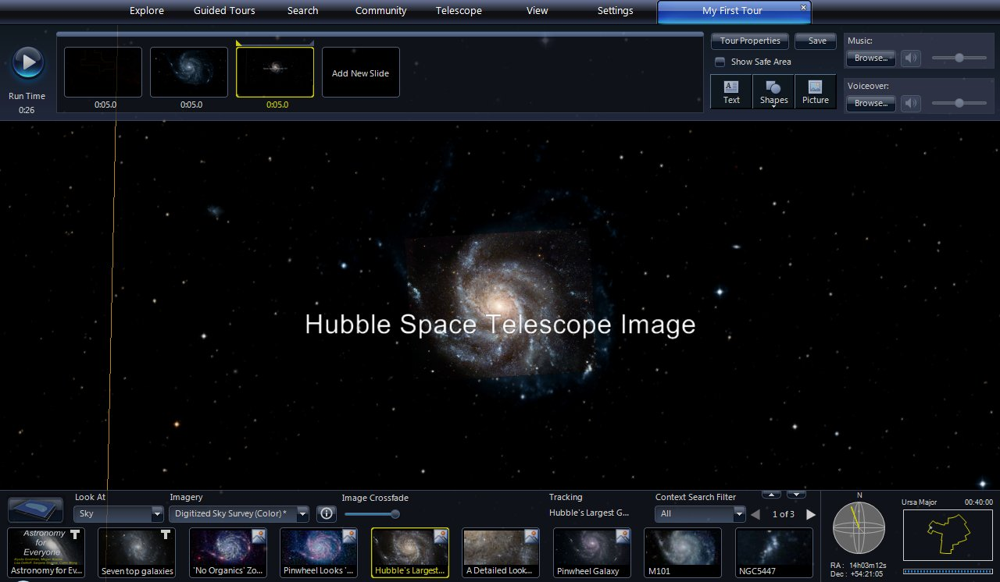 Explore Guided Tours Search Community Telescope View Settings My First Tour
Tour Properties Save Music:
Show Safe Area Browse...
Add New Slide
Run Time Text Shapes Picture Voiceover:
0:26 0:05.0 0:05.0 0:05.0 Browse...
Hubble Space Telescope Image
Look At Imagery Image Crossfade Tracking Context Search Filter N Ursa Major 00:40:00
Sky Digitized Sky Survey (Color) * Hubble's Largest G... All 1 of 3
Astronomy
for
Everyone
Astronomy for Ev... Seven top galaxies 'No Organics' Zo... Pinwheel Looks '... Hubble's Largest... A Detailed Look... Pinwheel Galaxy M101 NGC5447
RA : 14h03m12s
Dec : +54:21:05